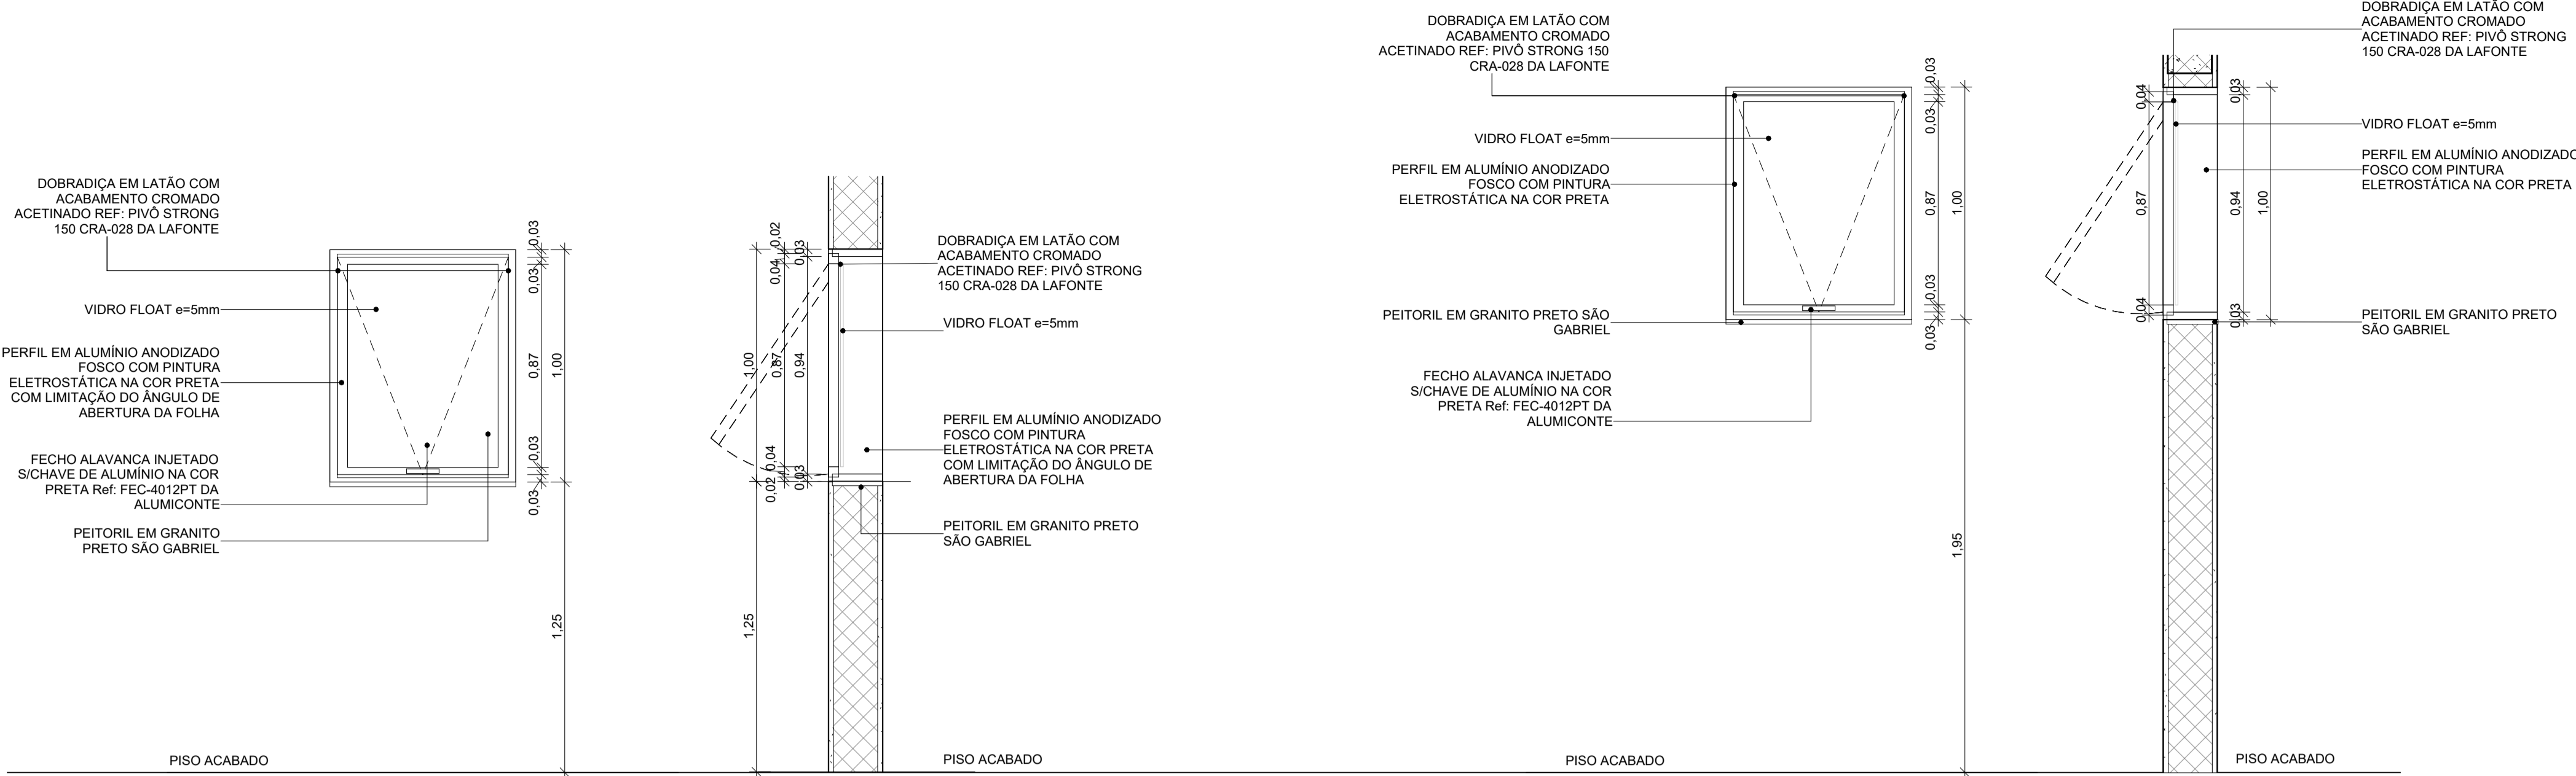 DOBRADIÇA EM LATÃO COM
ACABAMENTO CROMADO
ACETINADO REF: PIVÔ STRONG
150 CRA-028 DA LAFONTE
VIDRO FLOAT e=5mm
PERFIL EM ALUMÍNIO ANODIZADO
FOSCO COM PINTURA
ELETROSTÁTICA NA COR PRETA
COM LIMITAÇÃO DO ÂNGULO DE
ABERTURA DA FOLHA
FECHO ALAVANCA INJETADO
S/CHAVE DE ALUMÍNIO NA COR
PRETA Ref: FEC-4012PT DA
ALUMICONTE
PEITORIL EM GRANITO
PRETO SÃO GABRIEL
0,03
0,03
0,87
1,00
0,03
0,03
1,25
PISO ACABADO
0,02
0,03
0,04
1,00
0,87
0,94
0,04
0,03
0,02
1,25
DOBRADIÇA EM LATÃO COM
ACABAMENTO CROMADO
ACETINADO REF: PIVÔ STRONG
150 CRA-028 DA LAFONTE
VIDRO FLOAT e=5mm
PERFIL EM ALUMÍNIO ANODIZADO
FOSCO COM PINTURA
ELETROSTÁTICA NA COR PRETA
COM LIMITAÇÃO DO ÂNGULO DE
ABERTURA DA FOLHA
PEITORIL EM GRANITO PRETO
SÃO GABRIEL
PISO ACABADO
DOBRADIÇA EM LATÃO COM
ACABAMENTO CROMADO
ACETINADO REF: PIVÔ STRONG 150
CRA-028 DA LAFONTE
VIDRO FLOAT e=5mm
PERFIL EM ALUMÍNIO ANODIZADO
FOSCO COM PINTURA
ELETROSTÁTICA NA COR PRETA
PEITORIL EM GRANITO PRETO SÃO
GABRIEL
FECHO ALAVANCA INJETADO
S/CHAVE DE ALUMÍNIO NA COR
PRETA Ref: FEC-4012PT DA
ALUMICONTE
0,03
0,03
0,87
1,00
0,03
0,03
1,95
PISO ACABADO
0,04
0,03
0,87
0,94
1,00
0,04
0,03
DOBRADIÇA EM LATÃO COM
ACABAMENTO CROMADO
ACETINADO REF: PIVÔ STRONG
150 CRA-028 DA LAFONTE
VIDRO FLOAT e=5mm
PERFIL EM ALUMÍNIO ANODIZADO
FOSCO COM PINTURA
ELETROSTÁTICA NA COR PRETA
PEITORIL EM GRANITO PRETO
SÃO GABRIEL
PISO ACABADO